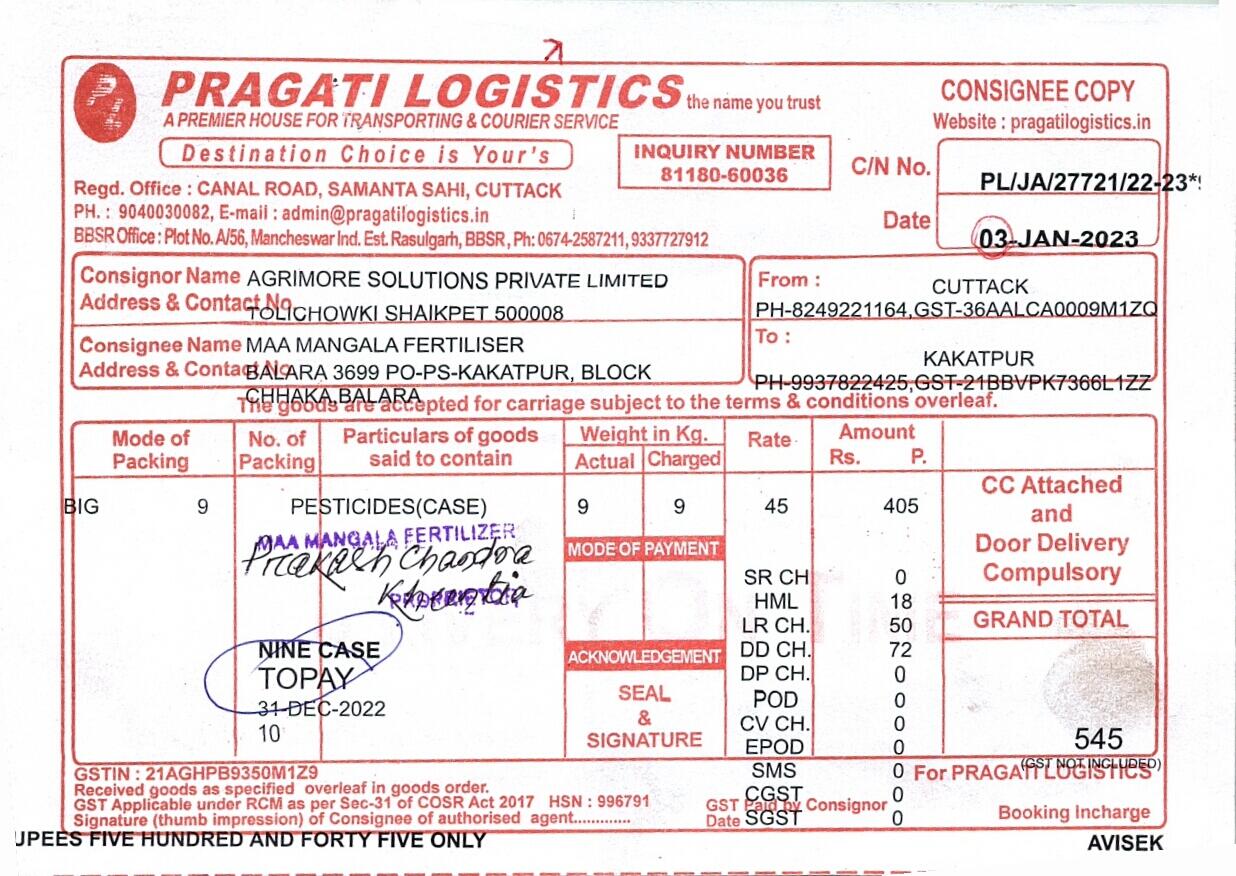 PRAGATI LOGISTICS the name you trust
A PREMIER HOUSE FOR TRANSPORTING & COURIER SERVICE
Destination Choice is Your's
CONSIGNEE COPY
Website : pragatilogistics.in
INQUIRY NUMBER
81180-60036
C/N No. PL/JA/27721/22-23*
Date 03-JAN-2023
Regd. Office : CANAL ROAD, SAMANTA SAHI, CUTTACK
PH. : 9040030082, E-mail : admin@pragatilogistics.in
BBSR Office : Plot No. A/56, Mancheswar Ind. Est. Rasulgarh, BBSR, Ph: 0674-2587211, 9337727912
Consignor Name AGRIMORE SOLUTIONS PRIVATE LIMITED
Address & Contact No. TOLICHOWKI SHAIKPET 500008
From : CUTTACK
PH-8249221164,GST-36AALCA0009M1ZQ
Consignee Name MAA MANGALA FERTILISER
Address & Contact No. BALARA 3699 PO-PS-KAKATPUR, BLOCK
CHHAKA,BALARA
To : KAKATPUR
PH-9937822425,GST-21BBVPK7366L1ZZ
The goods are accepted for carriage subject to the terms & conditions overleaf.
Mode of Packing No. of Packing Particulars of goods said to contain Weight in Kg. Actual Charged Rate Amount Rs. P.
BIG 9 PESTICIDES(CASE) 9 9 45 405
CC Attached
and
Door Delivery
Compulsory
MAA MANGALA FERTILIZER
Prakash Chandra
Khuntia
PROPRIETOR
MODE OF PAYMENT
SR CH 0
HML 18
LR CH. 50
DD CH. 72
DP CH. 0
POD 0
CV CH. 0
EPOD 0
SMS 0
CGST 0
SGST 0
GRAND TOTAL
545
(GST NOT INCLUDED)
NINE CASE
TOPAY
31-DEC-2022
10
ACKNOWLEDGEMENT
SEAL
&
SIGNATURE
GSTIN : 21AGHPB9350M1Z9
Received goods as specified overleaf in goods order.
GST Applicable under RCM as per Sec-31 of COSR Act 2017 HSN : 996791
Signature (thumb impression) of Consignee of authorised agent.............
GST Paid by Consignor
Date
For PRAGATI LOGISTICS
Booking Incharge
UPEES FIVE HUNDRED AND FORTY FIVE ONLY
AVISEK